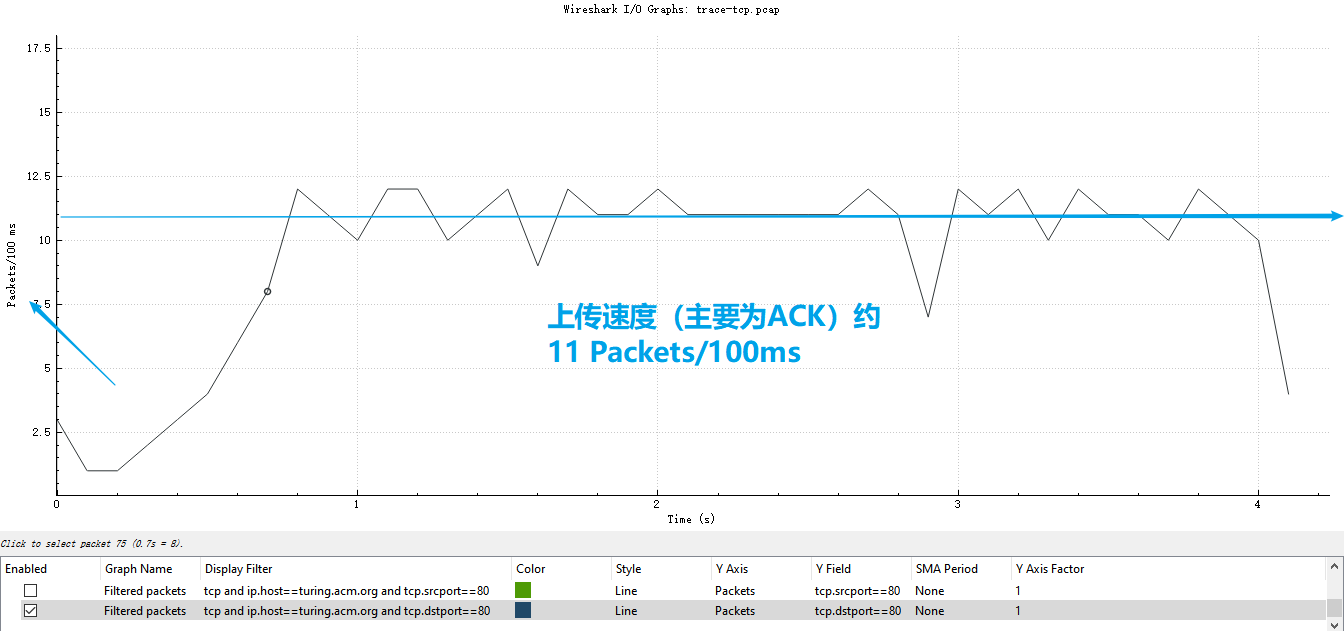 Wireshark I/O Graphs: trace-tcp.pcap
17.5
15
12.5
10
7.5
5
2.5
Packets/100 ms
上传速度（主要为ACK）约
11 Packets/100ms
0 1 2 3 4
Time (s)
Click to select packet 75 (0.7s = 8).
Enabled Graph Name Display Filter Color Style Y Axis Y Field SMA Period Y Axis Factor
Filtered packets tcp and ip.host==turing.acm.org and tcp.srcport==80 Line Packets tcp.srcport==80 None 1
Filtered packets tcp and ip.host==turing.acm.org and tcp.dstport==80 Line Packets tcp.dstport==80 None 1